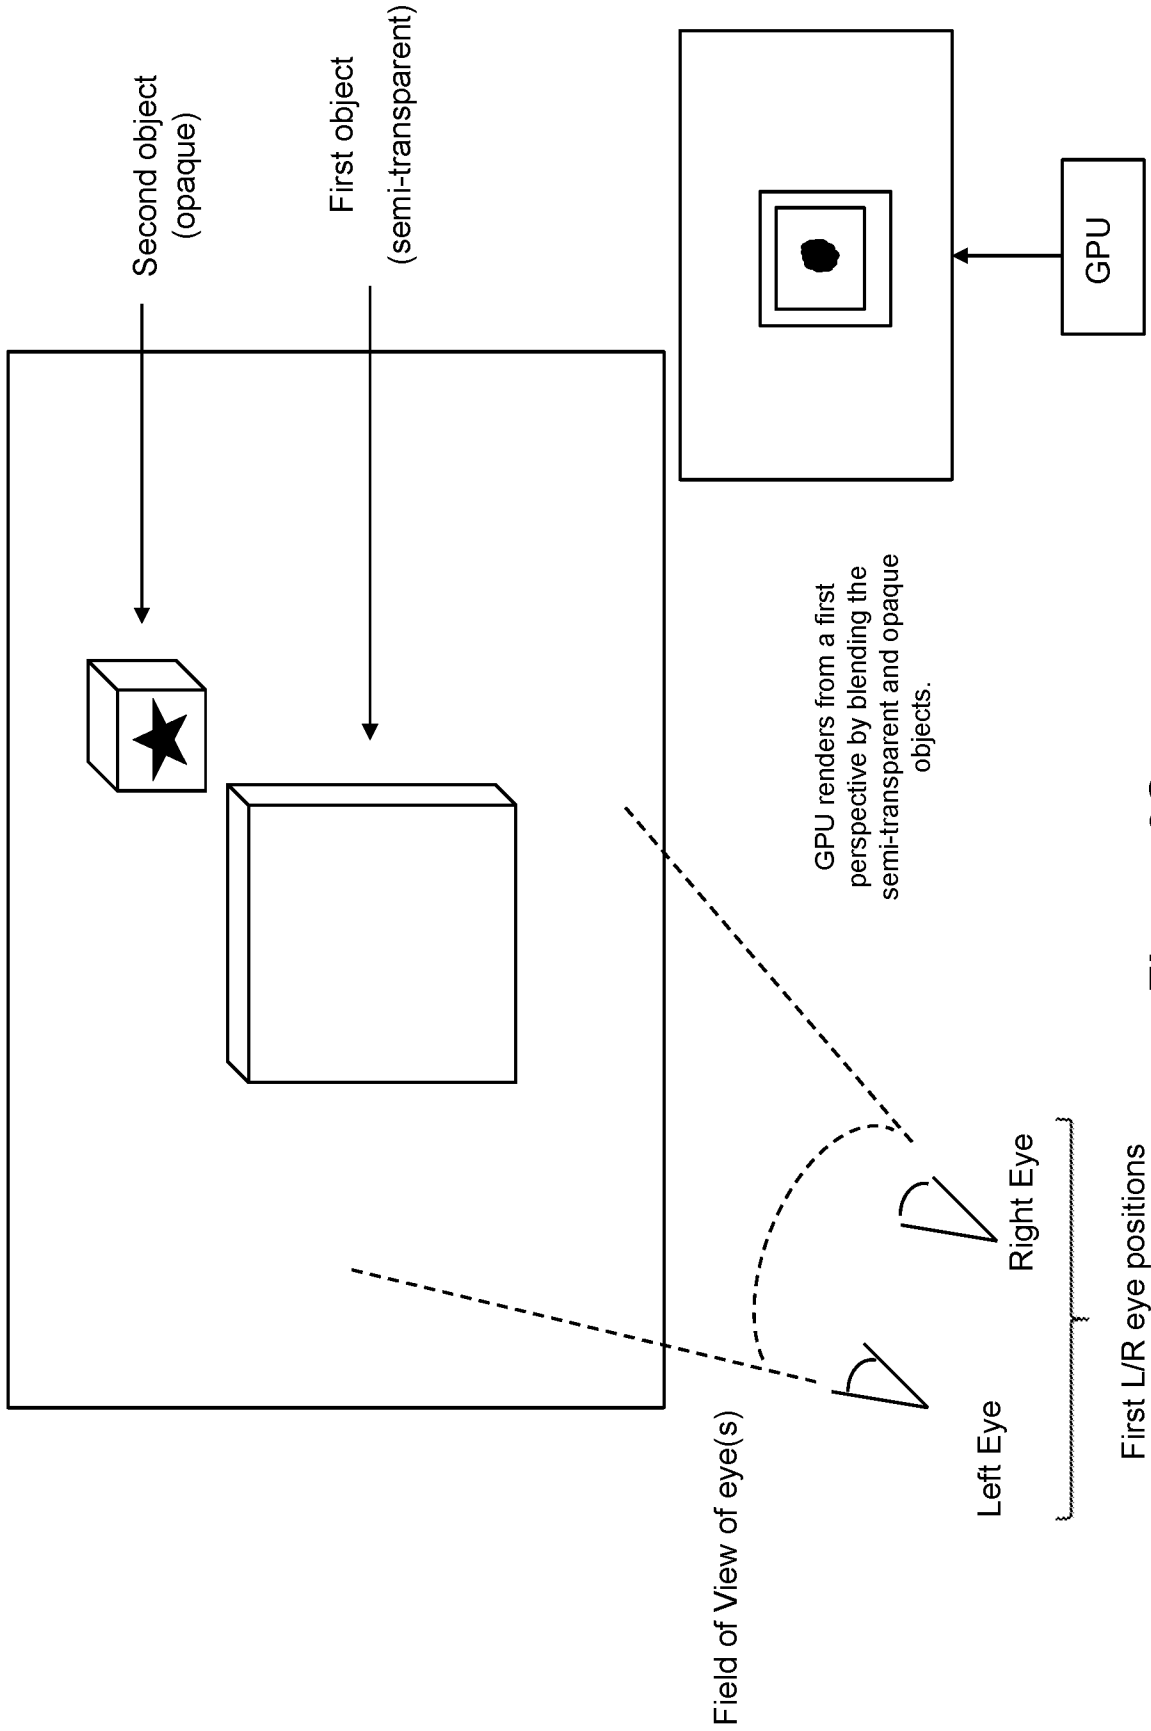 Second object
(opaque)
First object
(semi-transparent)
GPU renders from a first
perspective by blending the
semi-transparent and opaque
objects.
GPU
Field of View of eye(s)
Left Eye
Right Eye
First L/R eye positions